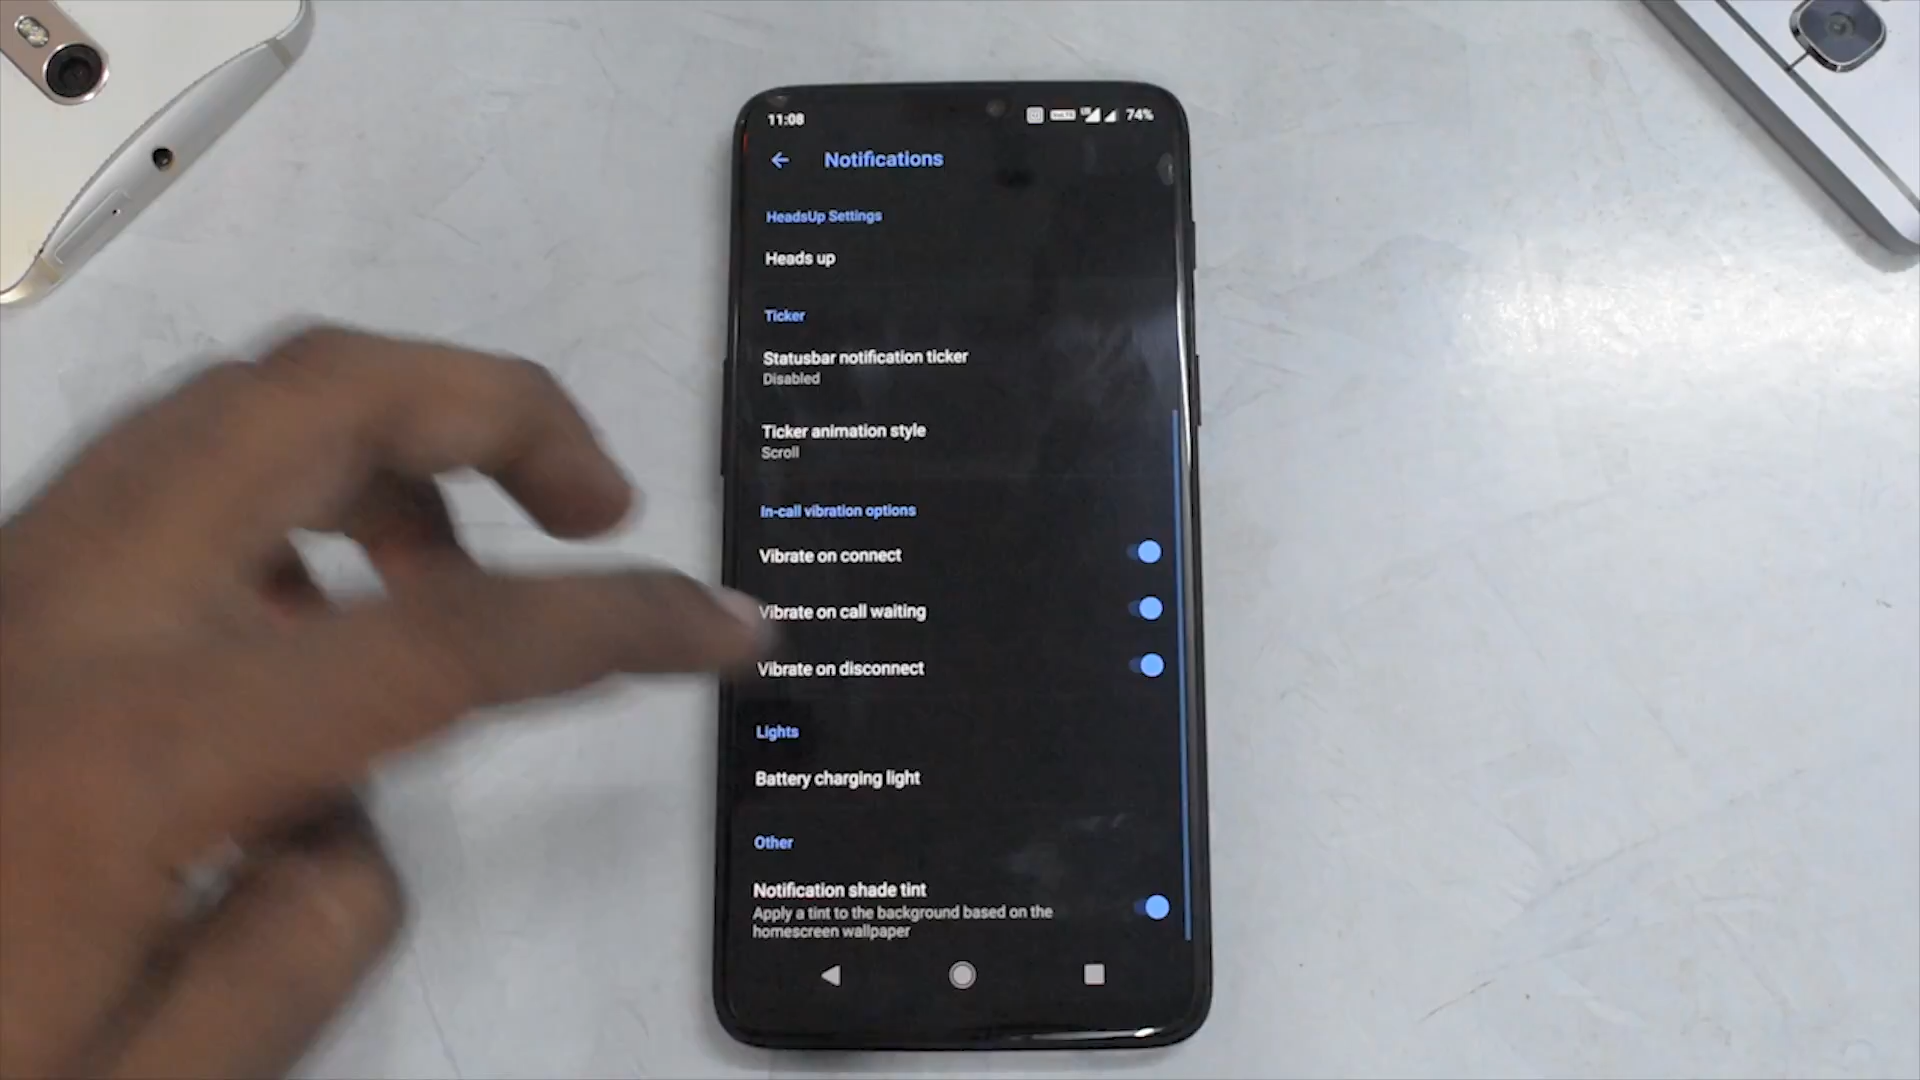 11:08
74%
Notifications
HeadsUp Settings
Heads up
Ticker
Statusbar notification ticker
Disabled
Ticker animation style
Scroll
In-call vibration options
Vibrate on connect
Vibrate on call waiting
Vibrate on disconnect
Lights
Battery charging light
Other
Notification shade tint
Apply a tint to the background based on the
homescreen wallpaper